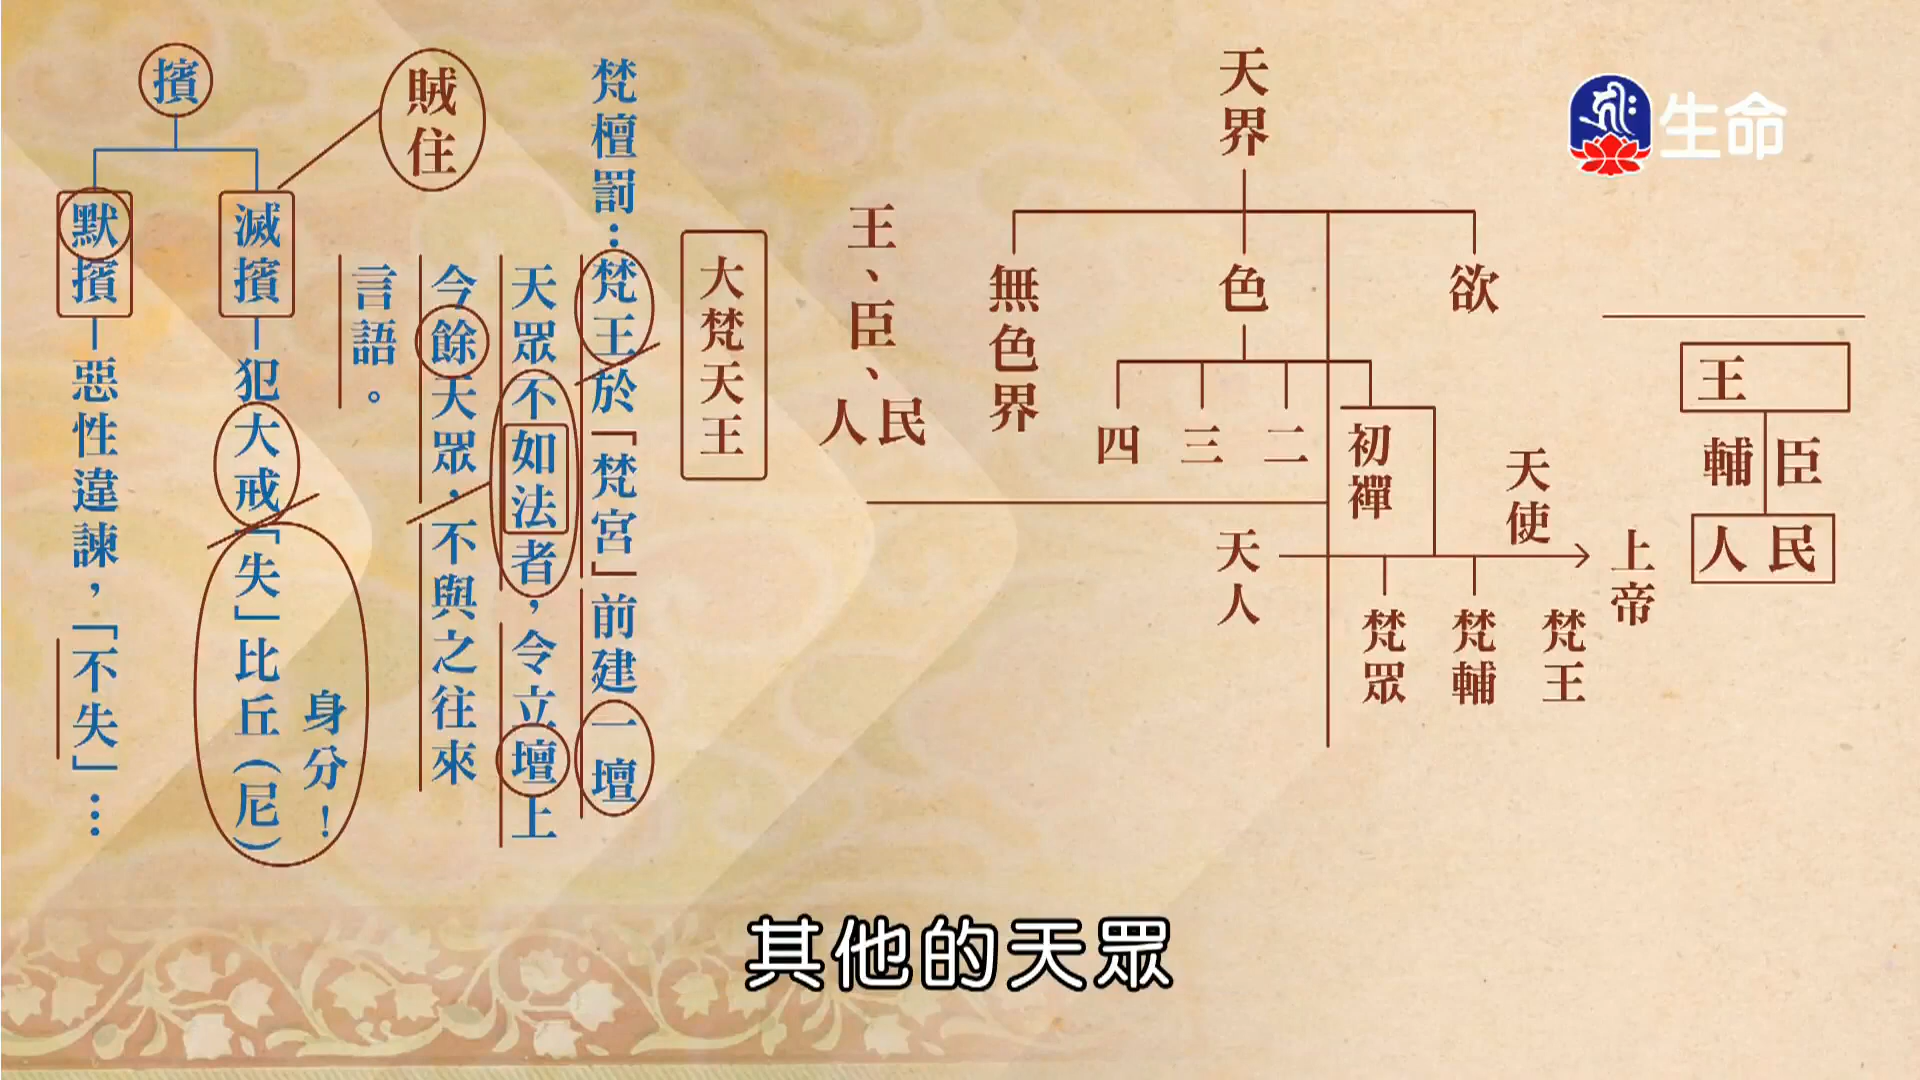 生命
天界
欲
色
無色界
初禪
二
三
四
王
輔臣
人民
天使
上帝
天人
梵王
梵輔
梵眾
王、臣、人民
大梵天王
梵檀罰：梵王於「梵宮」前建一壇
天眾不如法者，令立壇上
今餘天眾，不與之往來
言語。
賊住
擯
滅擯—犯大戒「失」比丘(尼)
身分！
默擯—惡性違諫，「不失」…
其他的天眾